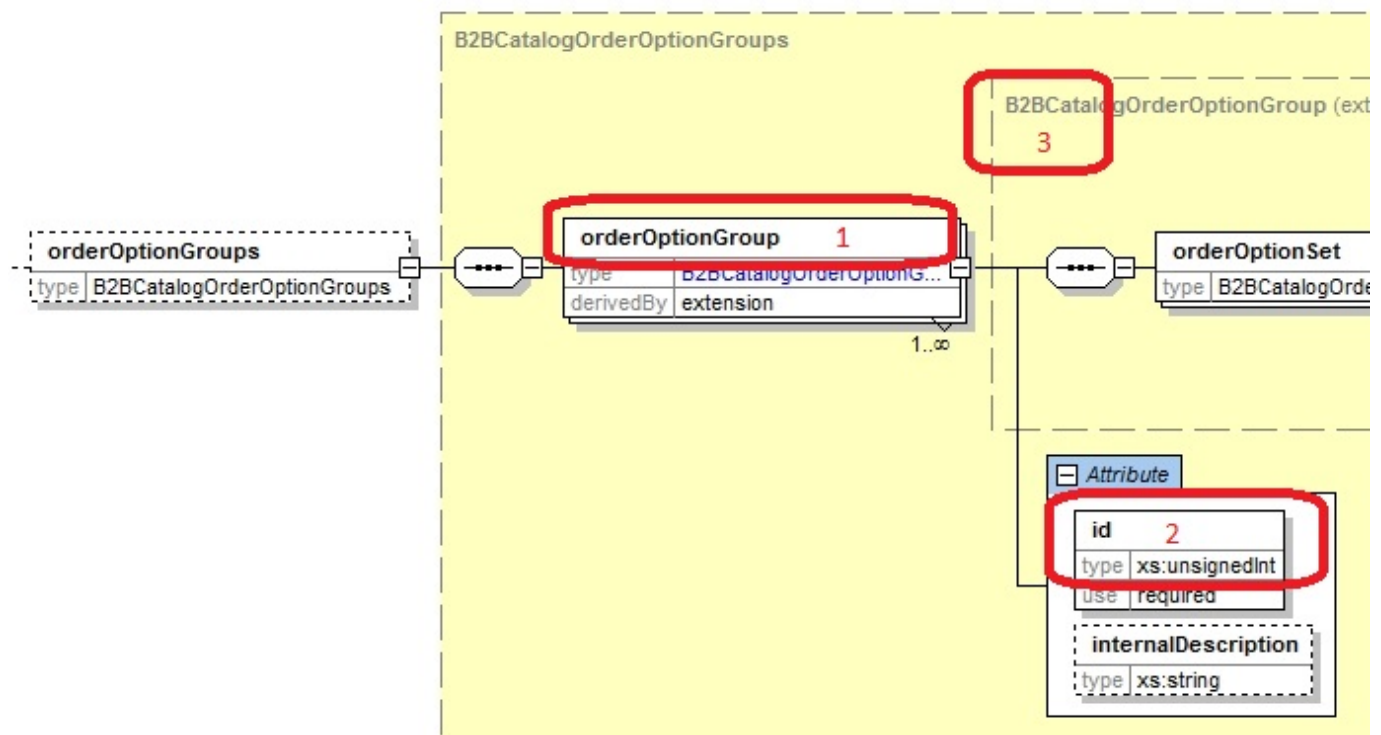 B2BCatalogOrderOptionGroups
B2BCatalogOrderOptionGroup (ext
3
orderOptionGroup 1
type B2BCatalogOrderOptionG...
derivedBy extension
1..∞
orderOptionGroups
type B2BCatalogOrderOptionGroups
orderOptionSet
type B2BCatalogOrde
Attribute
id 2
type xs:unsignedInt
use required
internalDescription
type xs:string